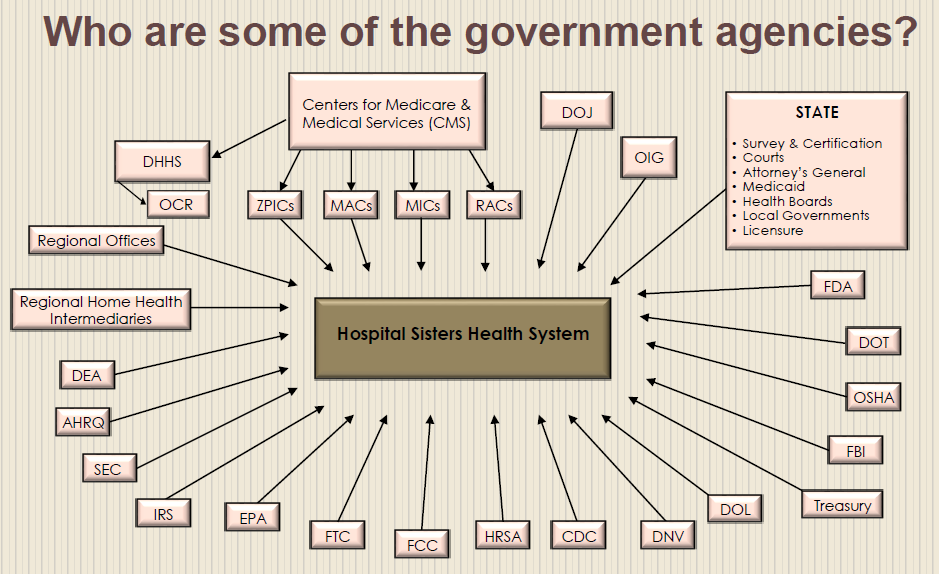 Who are some of the government agencies?
Centers for Medicare &
Medical Services (CMS)
DOJ
STATE
• Survey & Certification
• Courts
• Attorney's General
• Medicaid
• Health Boards
• Local Governments
• Licensure
OIG
DHHS
OCR
ZPICs
MACs
MICs
RACs
Regional Offices
Regional Home Health
Intermediaries
Hospital Sisters Health System
FDA
DOT
OSHA
FBI
Treasury
DEA
AHRQ
SEC
IRS
EPA
FTC
FCC
HRSA
CDC
DNV
DOL